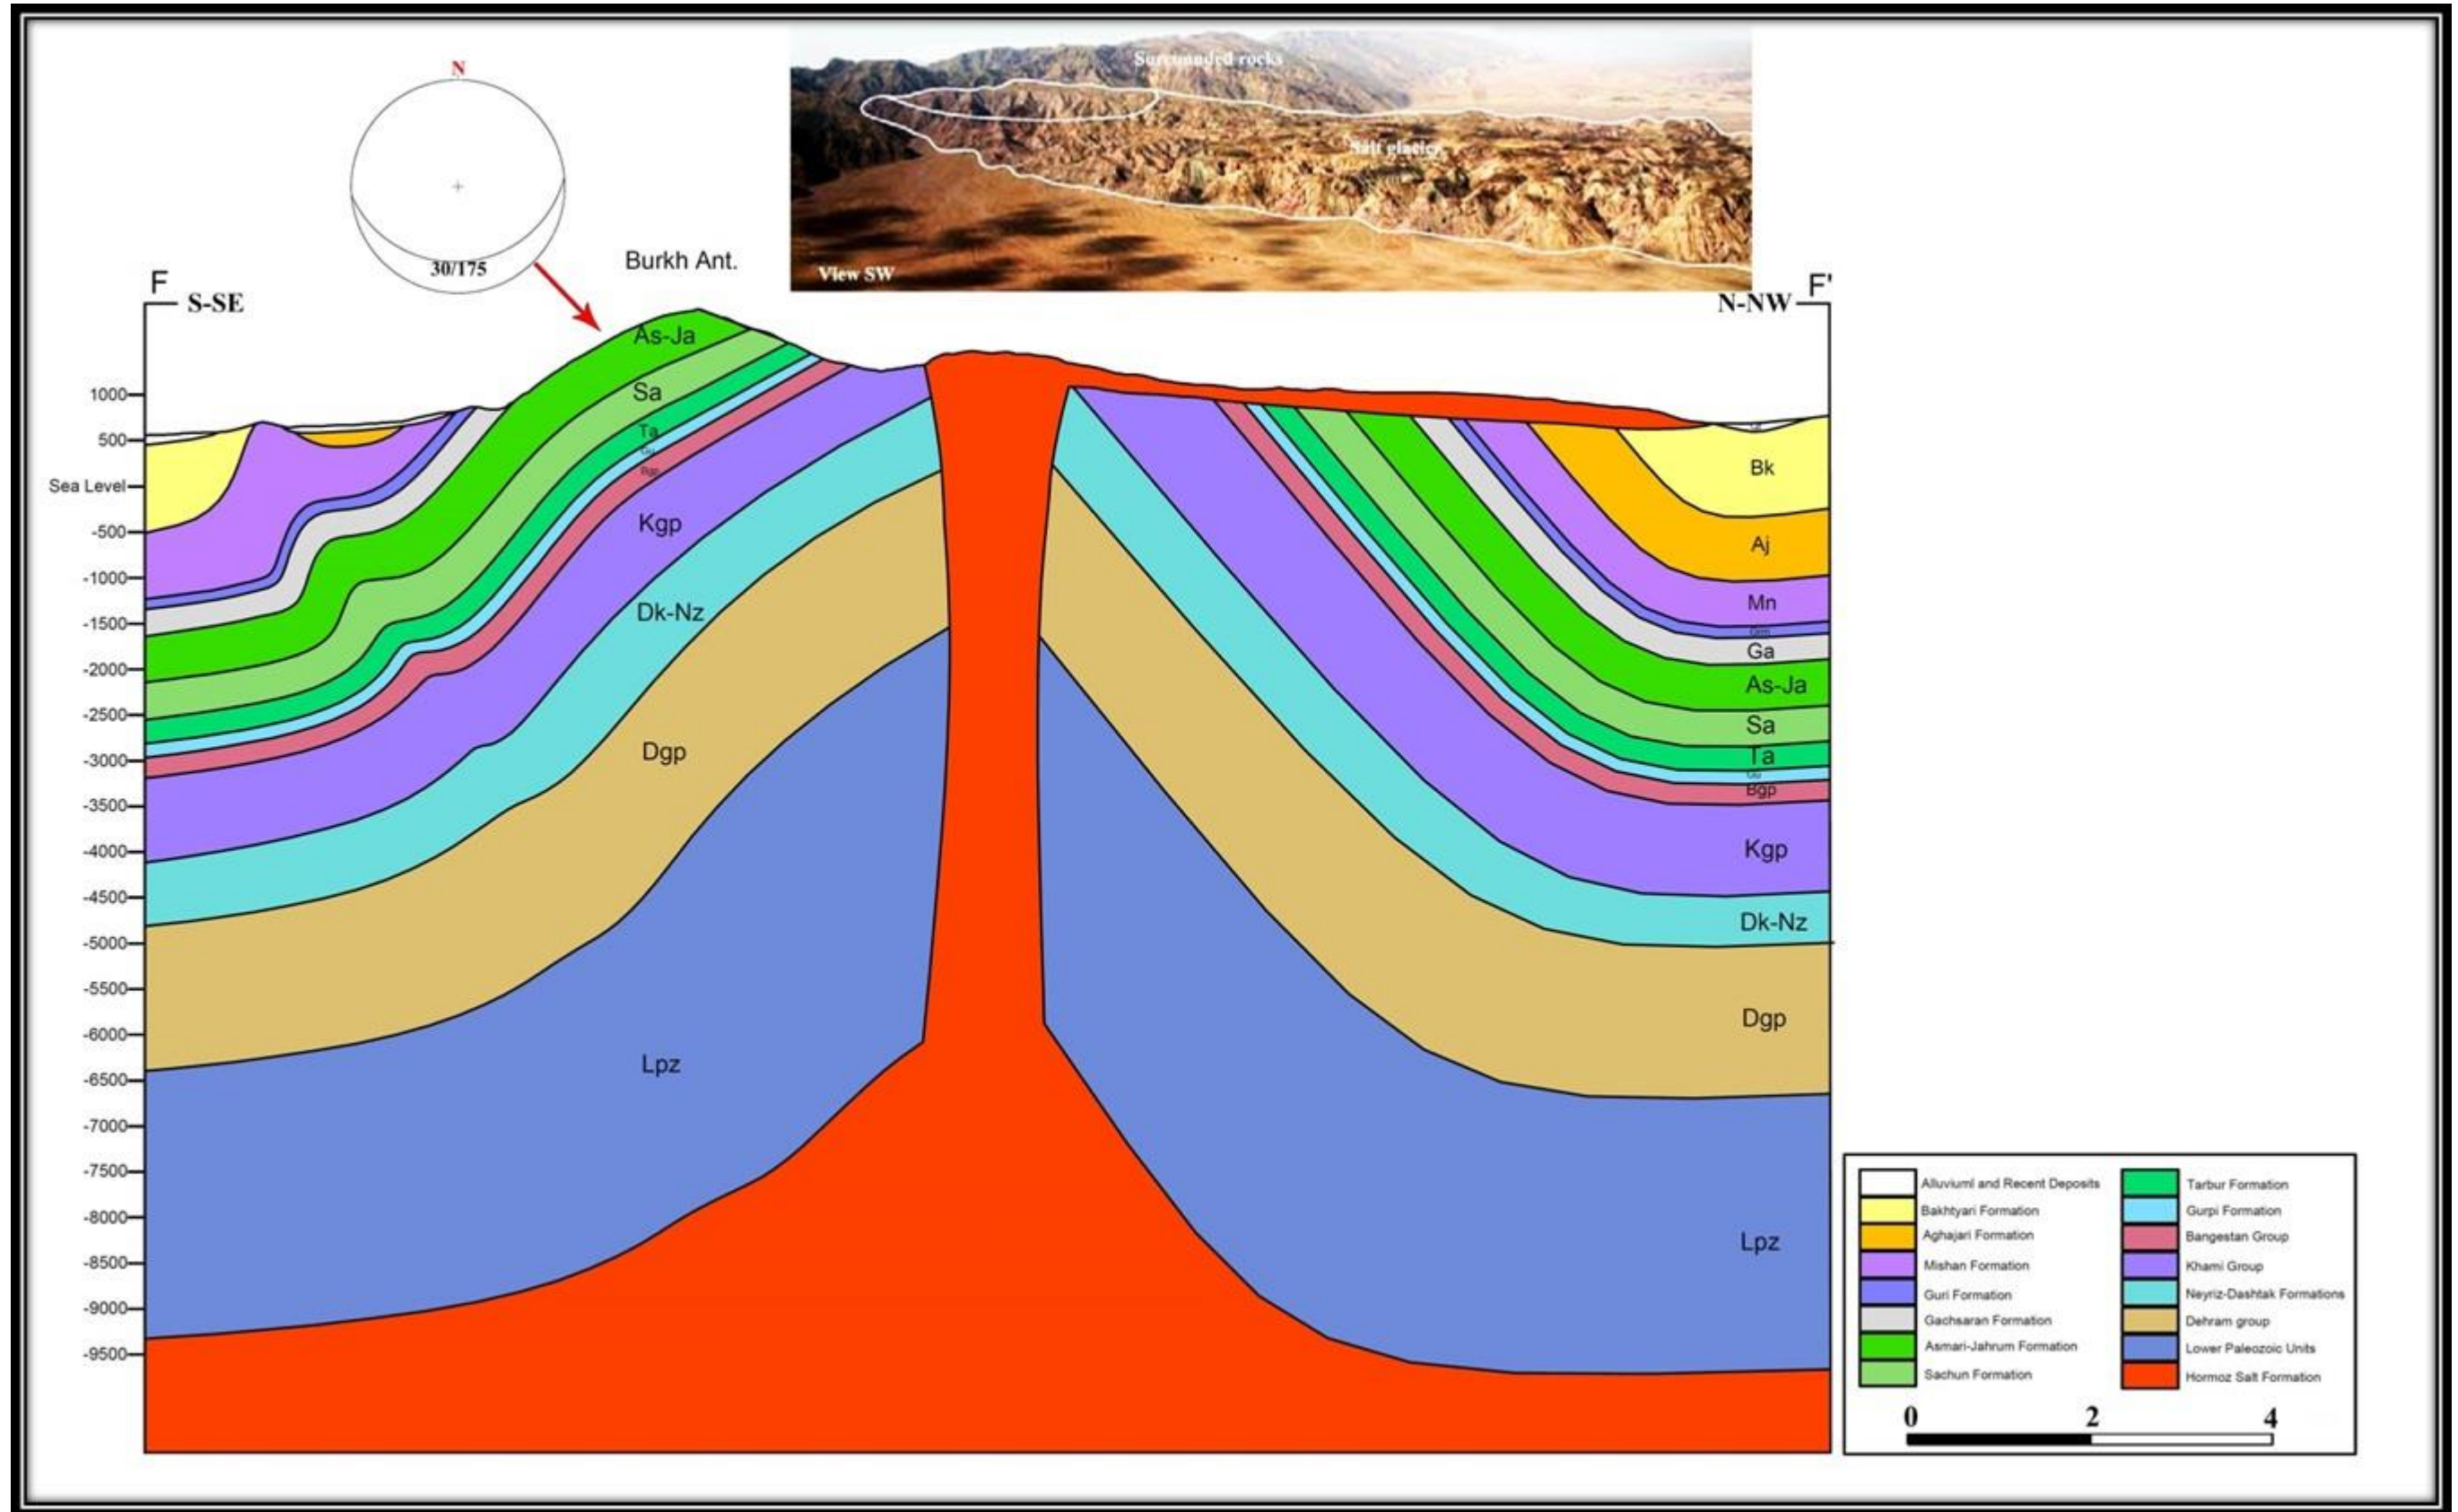 N
30/175
Burkh Ant.
Surrounded rocks
Salt glacier
View SW
F
S-SE
F'
N-NW
1000
500
Sea Level
-500
-1000
-1500
-2000
-2500
-3000
-3500
-4000
-4500
-5000
-5500
-6000
-6500
-7000
-7500
-8000
-8500
-9000
-9500
As-Ja
Sa
Ta
Gu
Bgp
Kgp
Dk-Nz
Dgp
Lpz
Bk
Aj
Mn
Grm
Ga
As-Ja
Sa
Ta
Gu
Bgp
Kgp
Dk-Nz
Dgp
Lpz
Alluviuml and Recent Deposits
Bakhtyari Formation
Aghajari Formation
Mishan Formation
Guri Formation
Gachsaran Formation
Asmari-Jahrum Formation
Sachun Formation
Tarbur Formation
Gurpi Formation
Bangestan Group
Khami Group
Neyriz-Dashtak Formations
Dehram group
Lower Paleozoic Units
Hormoz Salt Formation
0 2 4